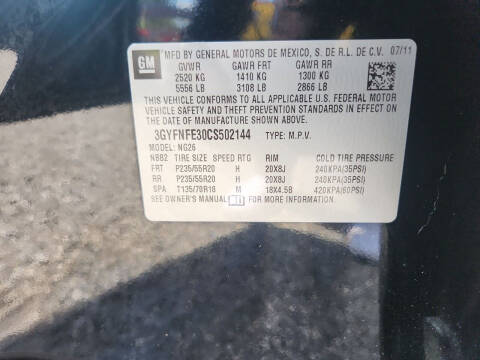 GM
MFD BY GENERAL MOTORS DE MEXICO, S. DE R.L. DE C.V. 07/11
GVWR GAWR FRT GAWR RR
2520 KG 1410 KG 1300 KG
5556 LB 3108 LB 2866 LB
THIS VEHICLE CONFORMS TO ALL APPLICABLE U.S. FEDERAL MOTOR
VEHICLE SAFETY AND THEFT PREVENTION STANDARDS IN EFFECT ON THE
DATE OF MANUFACTURE SHOWN ABOVE.
3GYFNFE30CS502144 TYPE: M.P.V.
MODEL: NG26
NBB2 TIRE SIZE SPEED RTG RIM COLD TIRE PRESSURE
FRT P235/55R20 H 20X8J 240KPA(35PSI)
RR P235/55R20 H 20X8J 240KPA(35PSI)
SPA T135/70R18 M 18X4.5B 420KPA(60PSI)
SEE OWNER'S MANUAL FOR MORE INFORMATION.